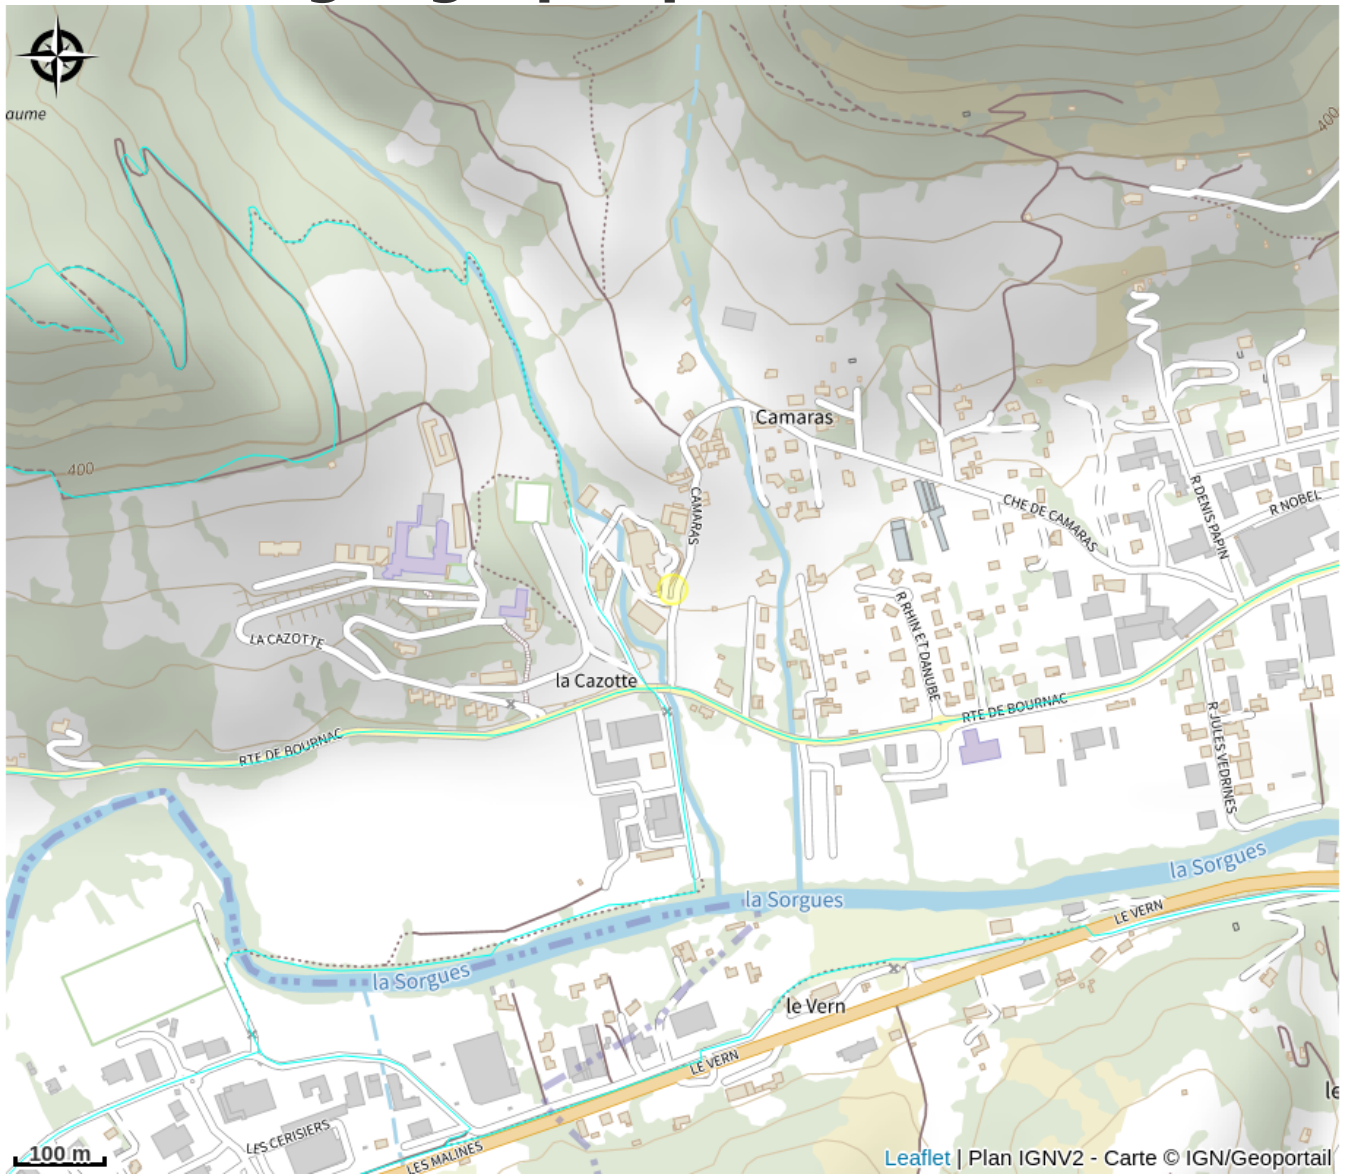 aume
400
400
Camaras
CAMARAS
CHE DE CAMARAS
R DENIS PAPIN
R NOBEL
LA CAZOTTE
R RHIN ET DANUBE
la Cazotte
RTE DE BOURNAC
RTE DE BOURNAC
R JULES VEDRINES
la Sorgues
la Sorgues
LE VERN
la Sorgues
le Vern
LE VERN
le
LES CERISIERS
LES MALINES
100 m
Leaflet | Plan IGNV2 - Carte © IGN/Geoportail